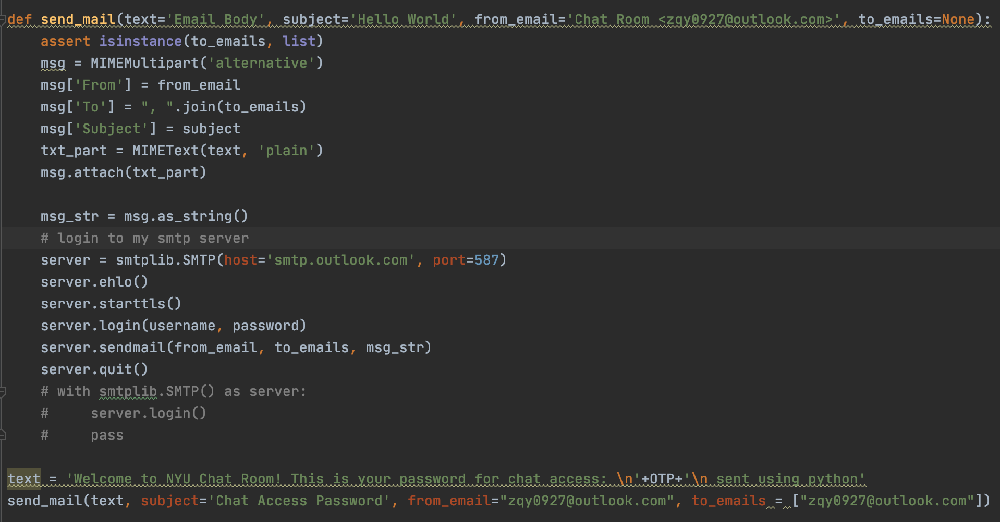 def send_mail(text='Email Body', subject='Hello World', from_email='Chat Room <zqy0927@outlook.com>', to_emails=None):
    assert isinstance(to_emails, list)
    msg = MIMEMultipart('alternative')
    msg['From'] = from_email
    msg['To'] = ", ".join(to_emails)
    msg['Subject'] = subject
    txt_part = MIMEText(text, 'plain')
    msg.attach(txt_part)

    msg_str = msg.as_string()
    # login to my smtp server
    server = smtplib.SMTP(host='smtp.outlook.com', port=587)
    server.ehlo()
    server.starttls()
    server.login(username, password)
    server.sendmail(from_email, to_emails, msg_str)
    server.quit()
    # with smtplib.SMTP() as server:
    #     server.login()
    #     pass

text = 'Welcome to NYU Chat Room! This is your password for chat access: \n'+OTP+'\n sent using python'
send_mail(text, subject='Chat Access Password', from_email="zqy0927@outlook.com", to_emails = ["zqy0927@outlook.com"])